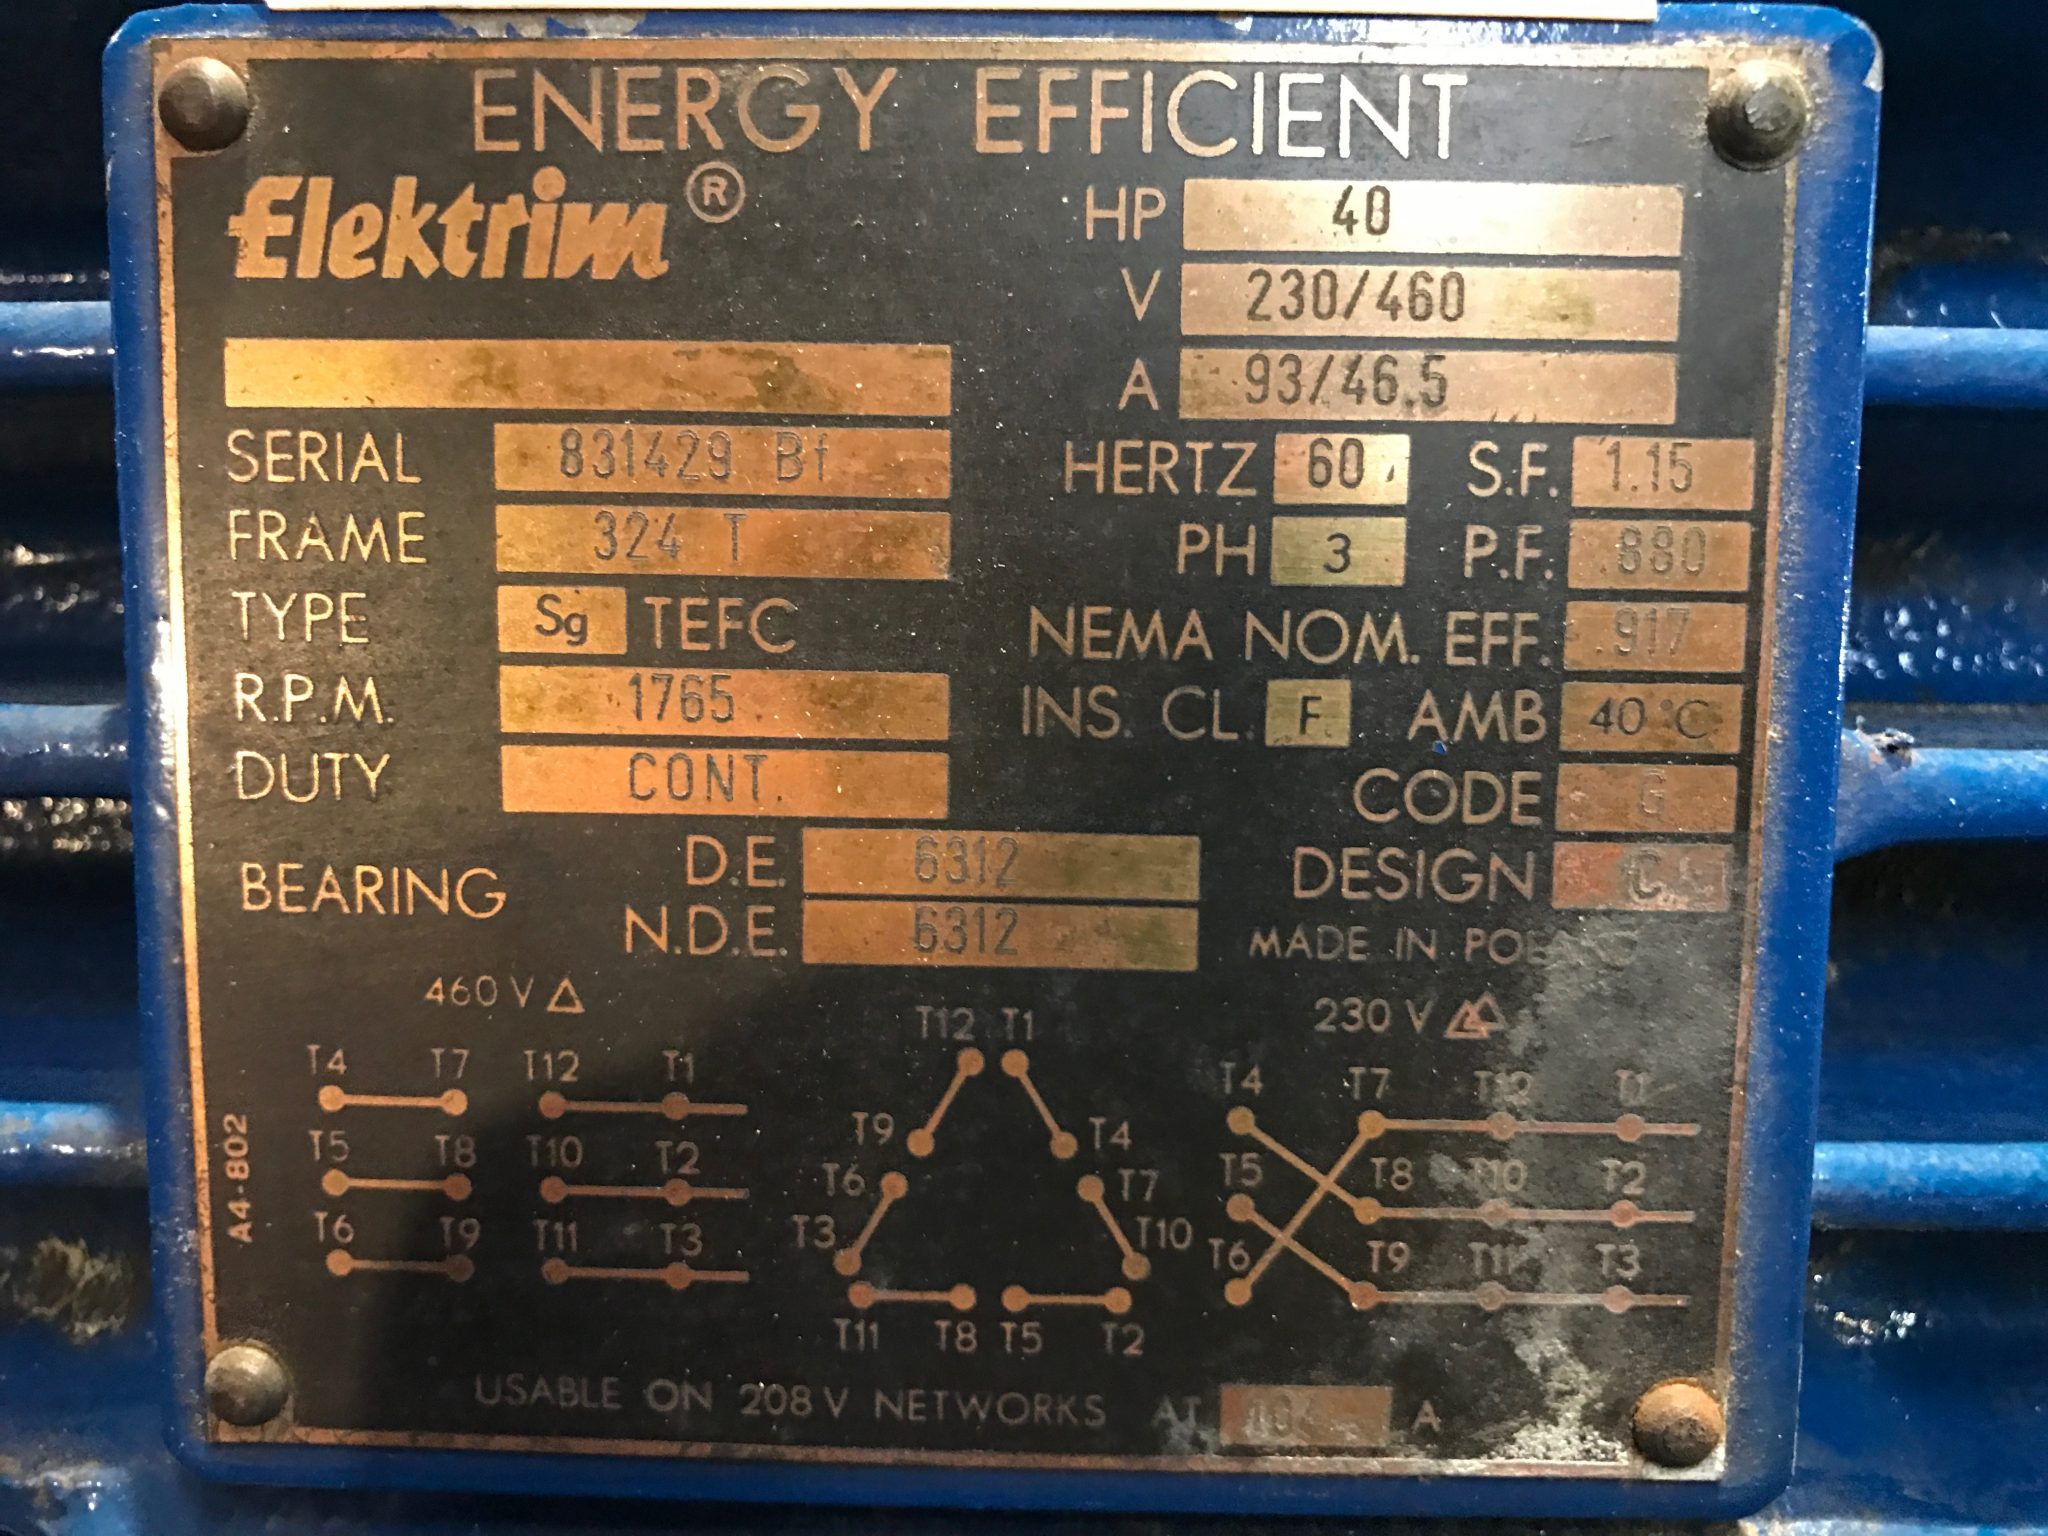 ENERGY EFFICIENT
Elektrim ®
HP 40
V 230/460
A 93/46.5
SERIAL 831429 Bf
HERTZ 60 S.F. 1.15
FRAME 324 T
PH 3 P.F. .880
TYPE Sg TEFC
NEMA NOM. EFF. .917
R.P.M. 1765
INS. CL. F AMB 40 °C
DUTY CONT.
CODE G
BEARING D.E. 6312
DESIGN C
N.D.E. 6312
MADE IN
460 V Δ
230 V ΔΔ
T12 T1
T4 T7 T12 T1
T9 T4
T4 T7 T12 T1
T5 T8 T10 T2
T6 T7
T5 T8 T10 T2
T6 T9 T11 T3
T3 T10
T6 T9 T11 T3
T11 T8 T5 T2
A4-802
USABLE ON 208 V NETWORKS AT A